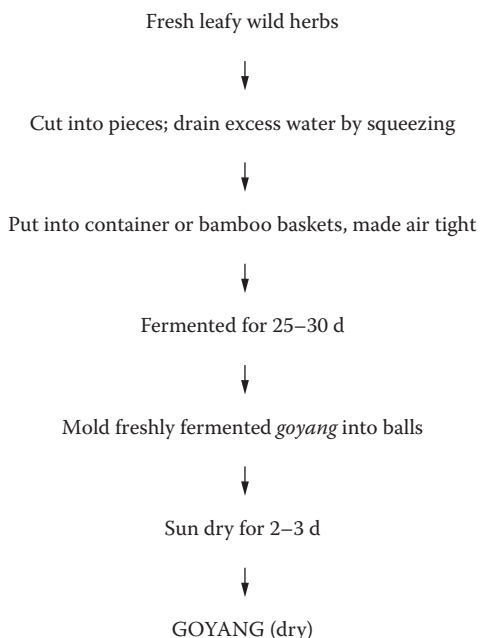 Fresh leafy wild herbs
Cut into pieces; drain excess water by squeezing
Put into container or bamboo baskets, made air tight
Fermented for 25–30 d
Mold freshly fermented goyang into balls
Sun dry for 2–3 d
GOYANG (dry)